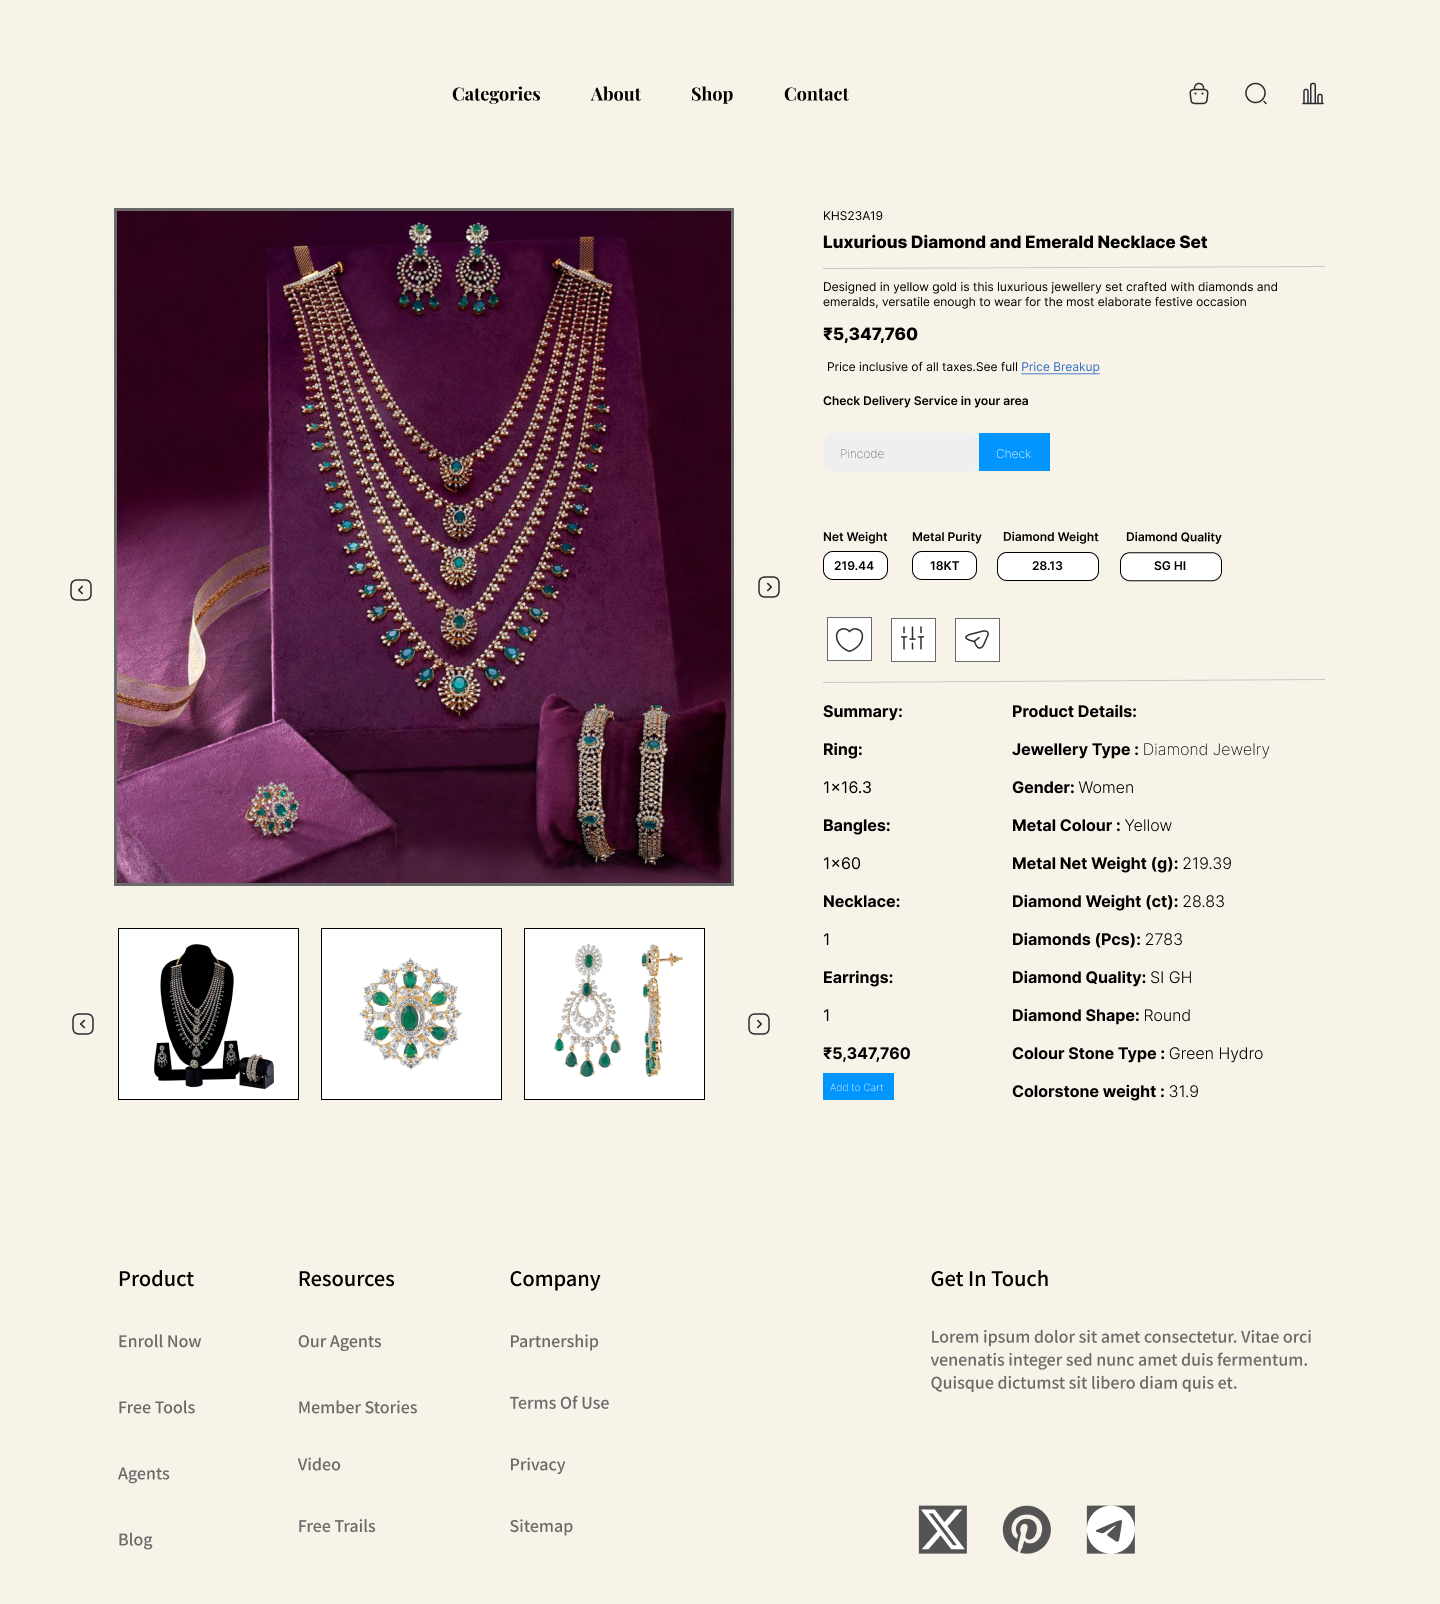 Categories About Shop Contact
KHS23A19
Luxurious Diamond and Emerald Necklace Set
Designed in yellow gold is this luxurious jewellery set crafted with diamonds and
emeralds, versatile enough to wear for the most elaborate festive occasion
₹5,347,760
Price inclusive of all taxes.See full Price Breakup
Check Delivery Service in your area
Pincode Check
Net Weight Metal Purity Diamond Weight Diamond Quality
219.44 18KT 28.13 SG HI
Summary:
Ring:
1×16.3
Bangles:
1×60
Necklace:
1
Earrings:
1
₹5,347,760
Add to Cart
Product Details:
Jewellery Type : Diamond Jewelry
Gender: Women
Metal Colour : Yellow
Metal Net Weight (g): 219.39
Diamond Weight (ct): 28.83
Diamonds (Pcs): 2783
Diamond Quality: SI GH
Diamond Shape: Round
Colour Stone Type : Green Hydro
Colorstone weight : 31.9
Product
Enroll Now
Free Tools
Agents
Blog
Resources
Our Agents
Member Stories
Video
Free Trails
Company
Partnership
Terms Of Use
Privacy
Sitemap
Get In Touch
Lorem ipsum dolor sit amet consectetur. Vitae orci
venenatis integer sed nunc amet duis fermentum.
Quisque dictumst sit libero diam quis et.